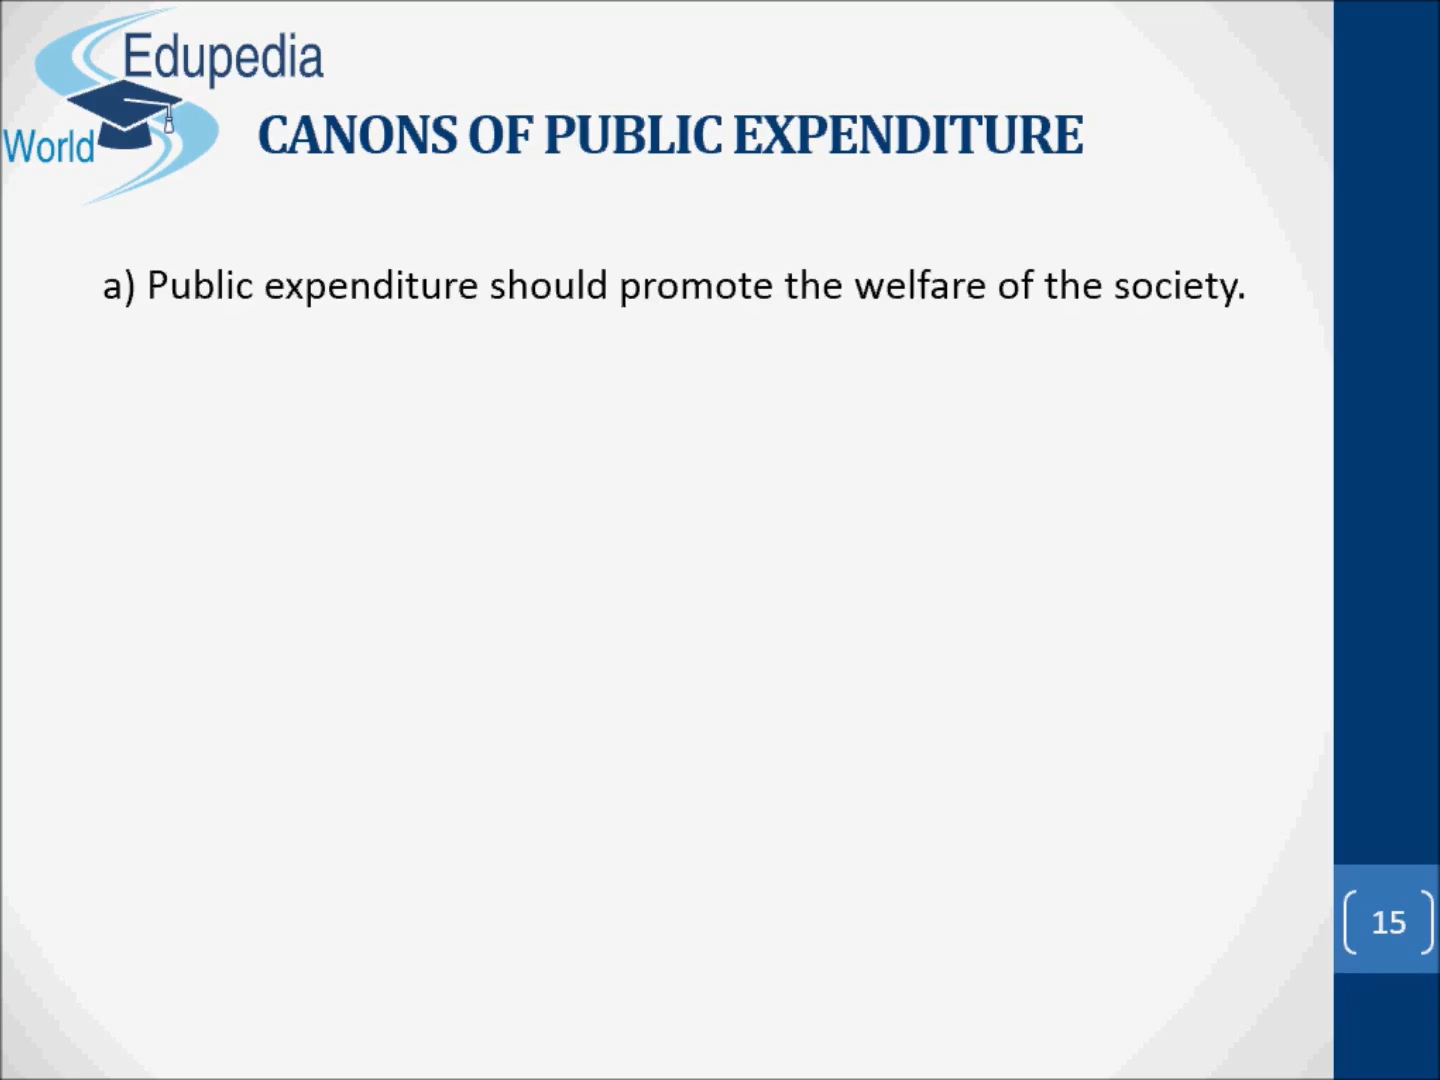 Edupedia
World
CANONS OF PUBLIC EXPENDITURE
a) Public expenditure should promote the welfare of the society.
15